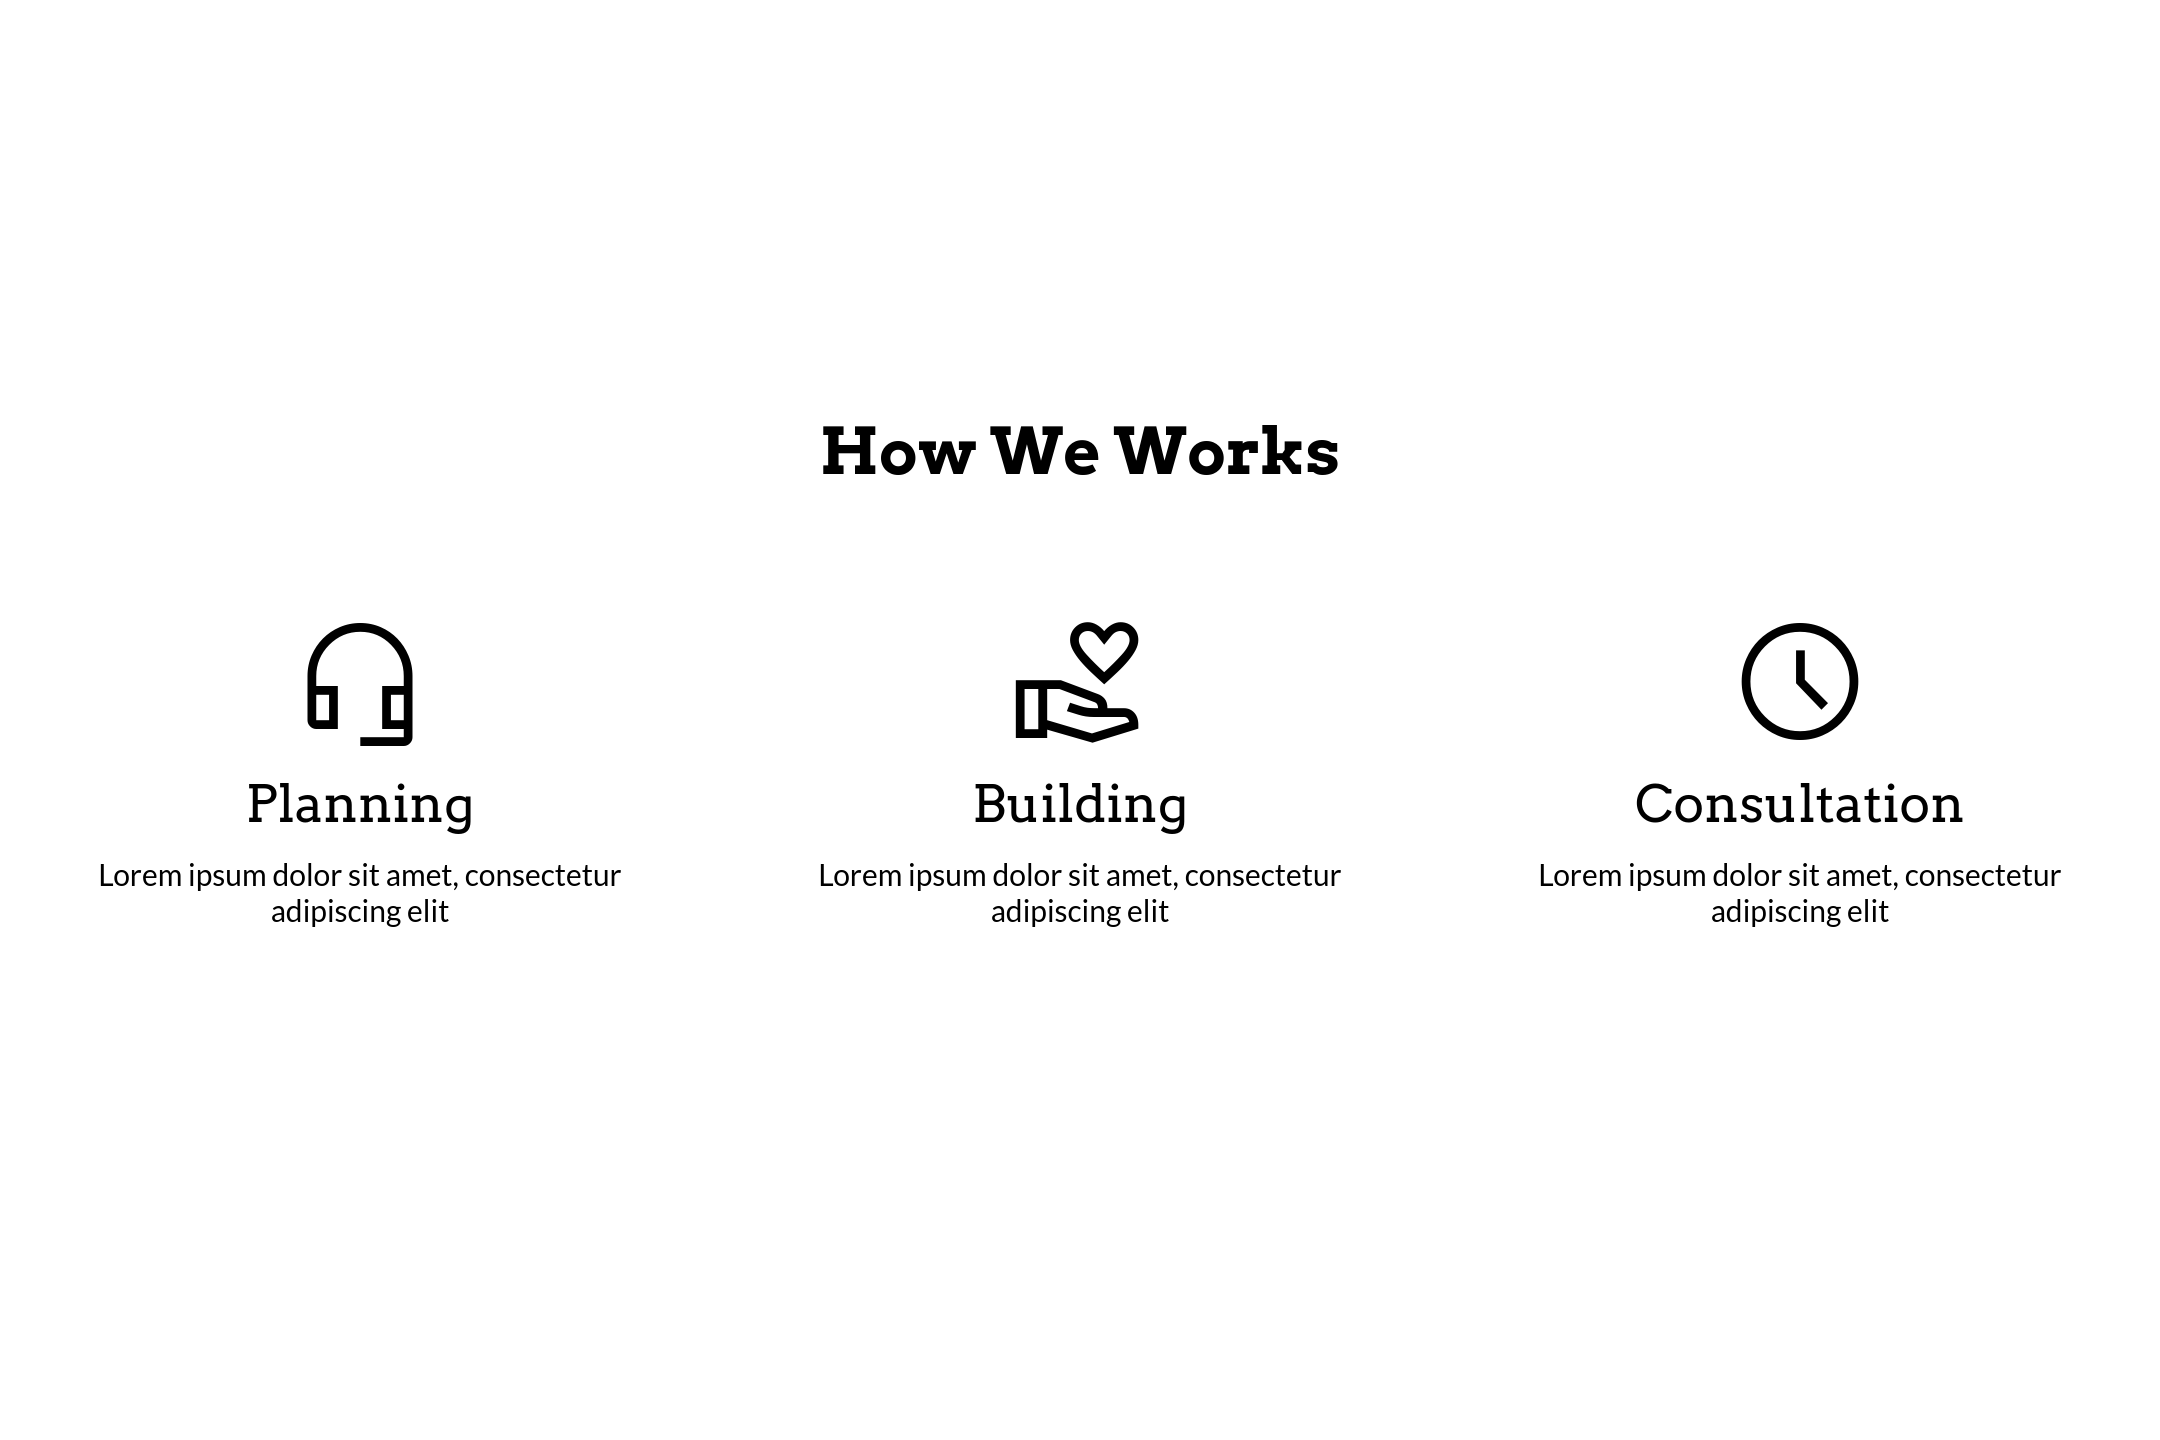 How We Works
Planning
Lorem ipsum dolor sit amet, consectetur
adipiscing elit
Building
Lorem ipsum dolor sit amet, consectetur
adipiscing elit
Consultation
Lorem ipsum dolor sit amet, consectetur
adipiscing elit